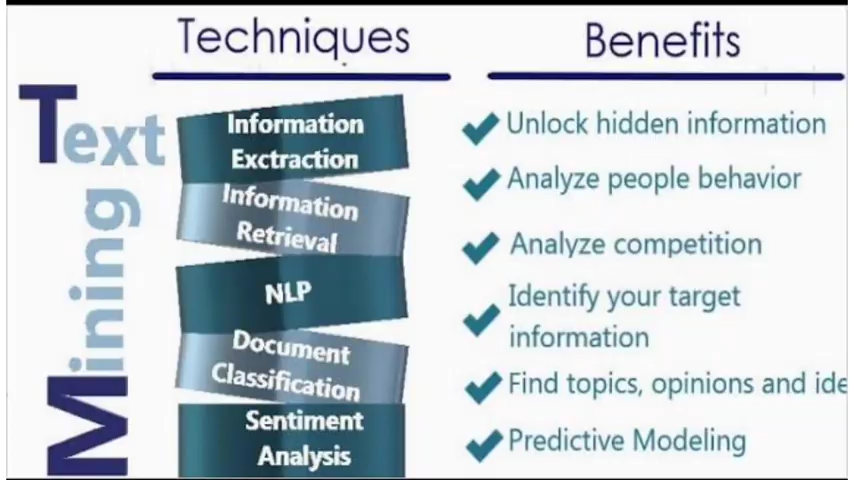 Techniques
Benefits
Text
Mining
Information
Exctraction
Information
Retrieval
NLP
Document
Classification
Sentiment
Analysis
Unlock hidden information
Analyze people behavior
Analyze competition
Identify your target
information
Find topics, opinions and
Predictive Modeling